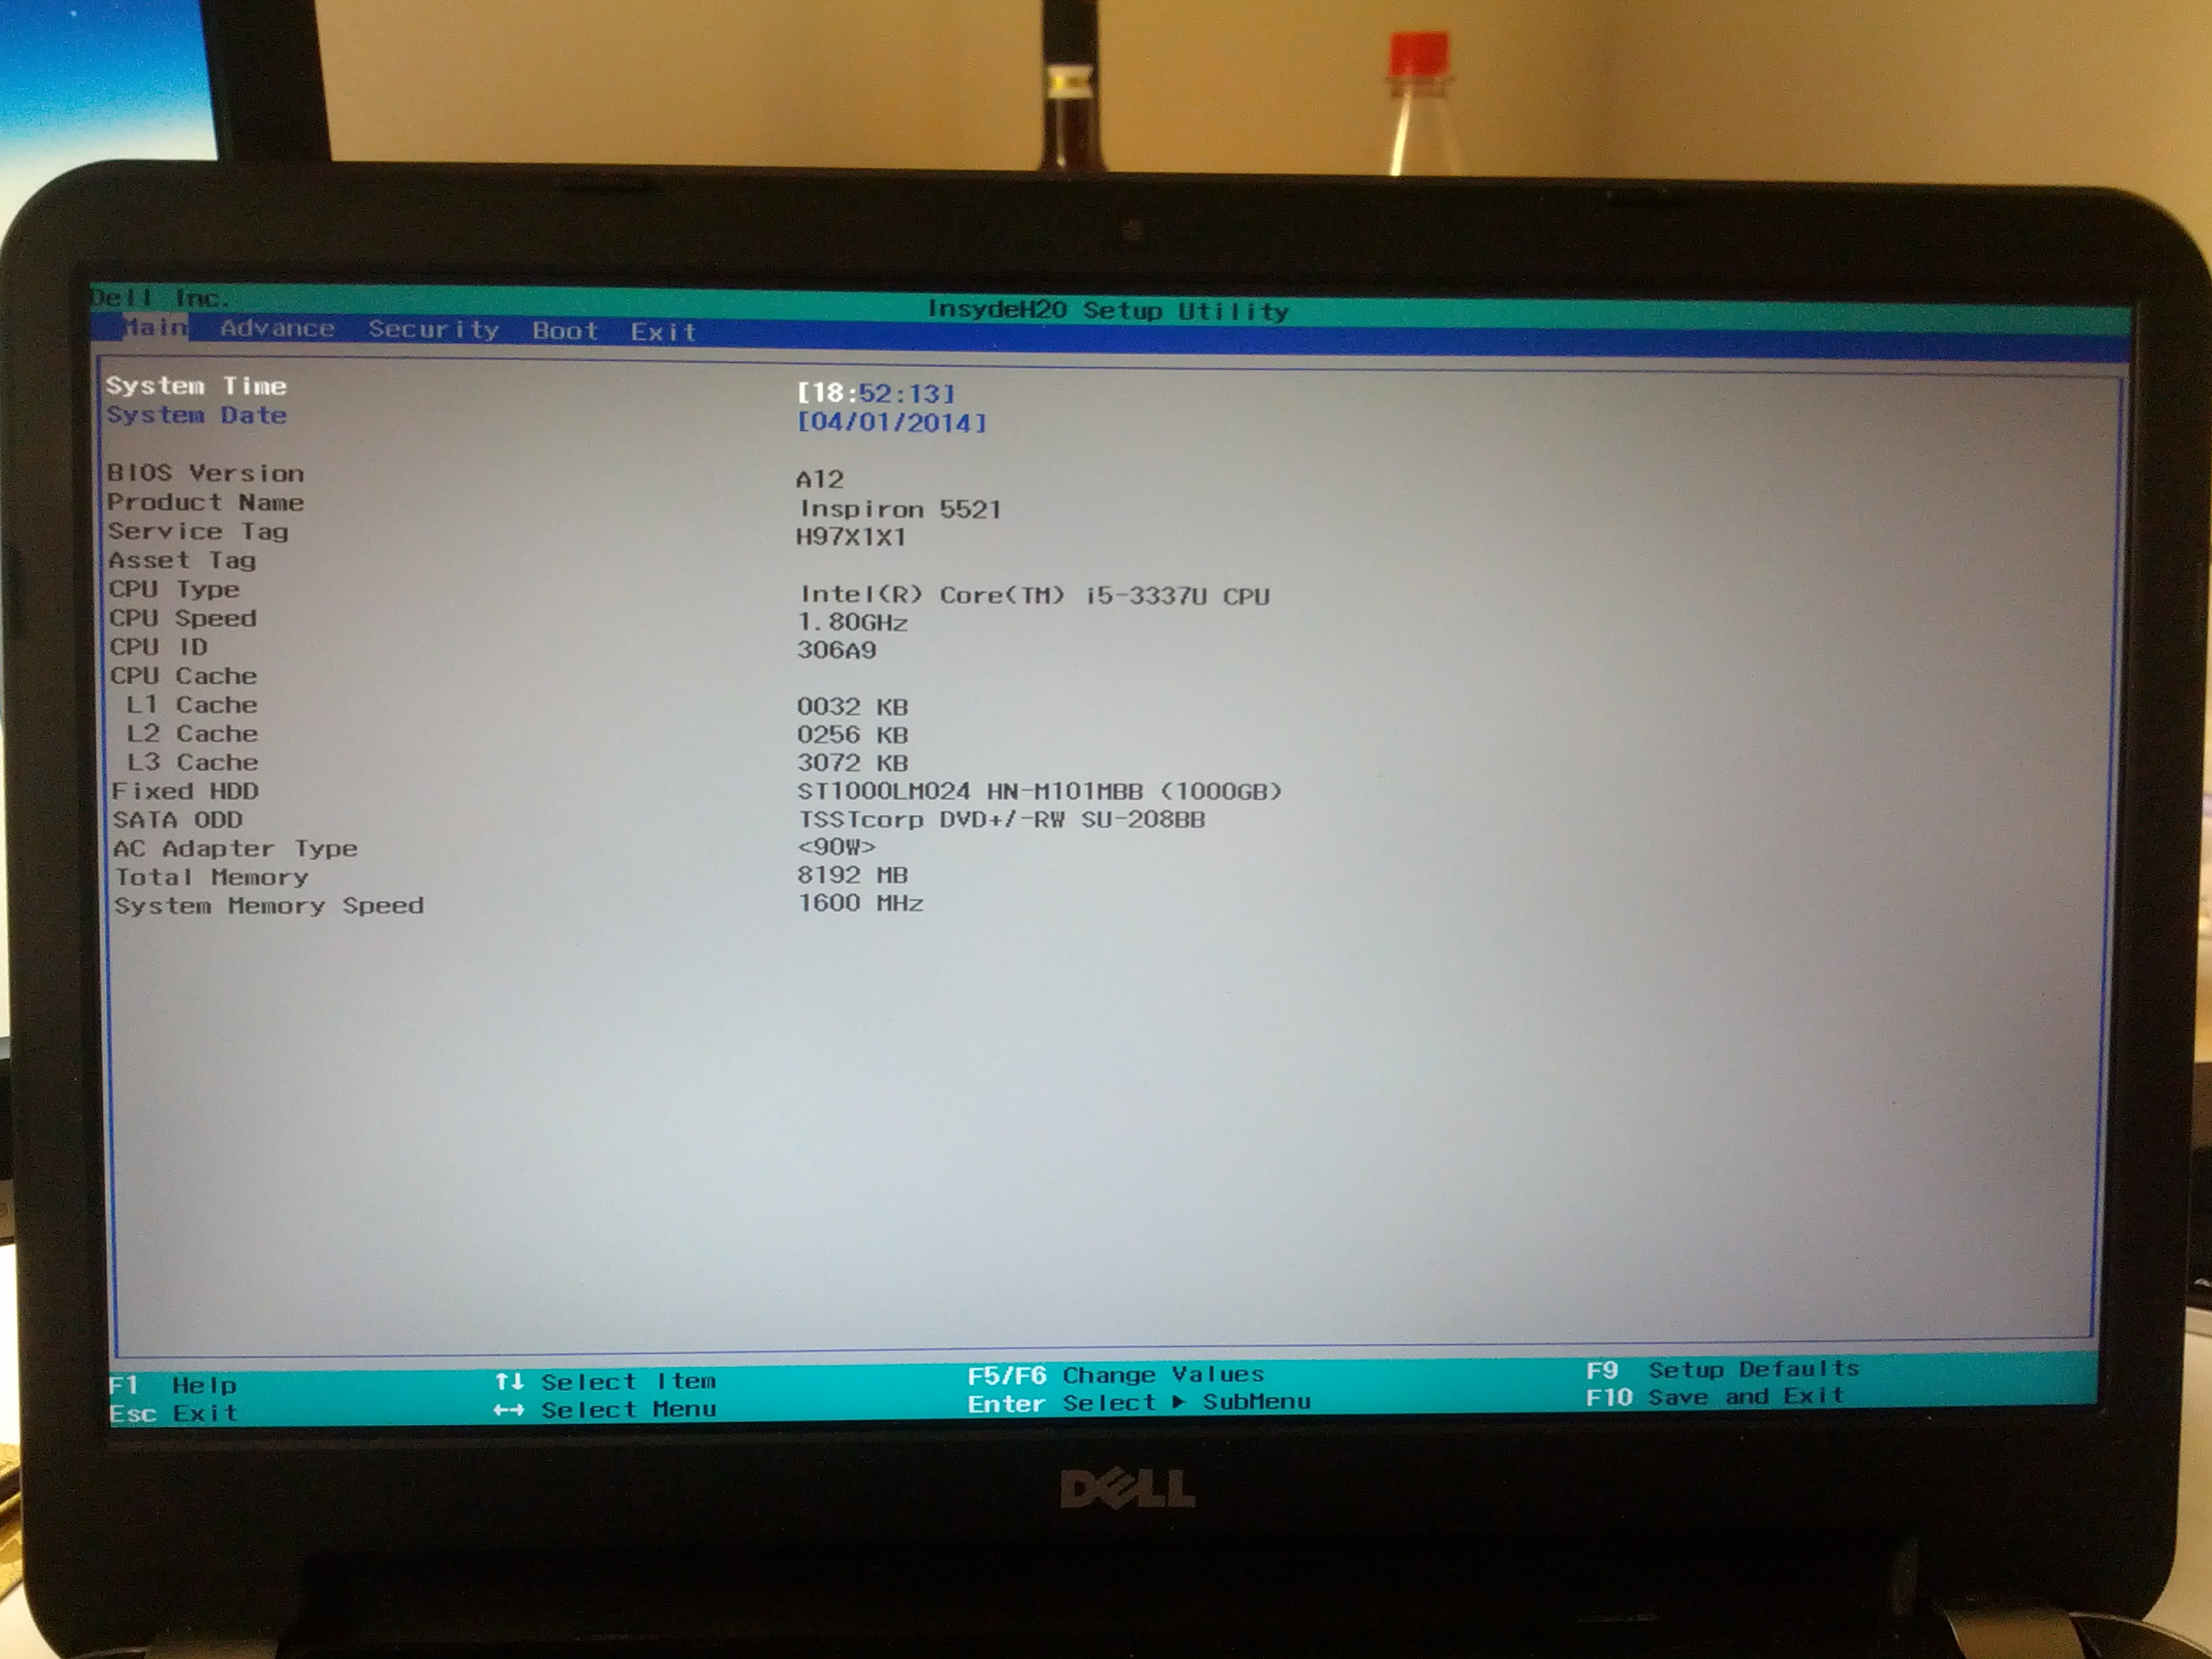 Dell Inc.
InsydeH20 Setup Utility
Main Advance Security Boot Exit
System Time [18:52:13]
System Date [04/01/2014]
BIOS Version A12
Product Name Inspiron 5521
Service Tag H97X1X1
Asset Tag
CPU Type Intel(R) Core(TM) i5-3337U CPU
CPU Speed 1.80GHz
CPU ID 306A9
CPU Cache
L1 Cache 0032 KB
L2 Cache 0256 KB
L3 Cache 3072 KB
Fixed HDD ST1000LM024 HN-M101MBB (1000GB)
SATA ODD TSSTcorp DVD+/-RW SU-208BB
AC Adapter Type <90W>
Total Memory 8192 MB
System Memory Speed 1600 MHz
F1 Help ↑↓ Select Item F5/F6 Change Values F9 Setup Defaults
Esc Exit ←→ Select Menu Enter Select ▶ SubMenu F10 Save and Exit
DELL